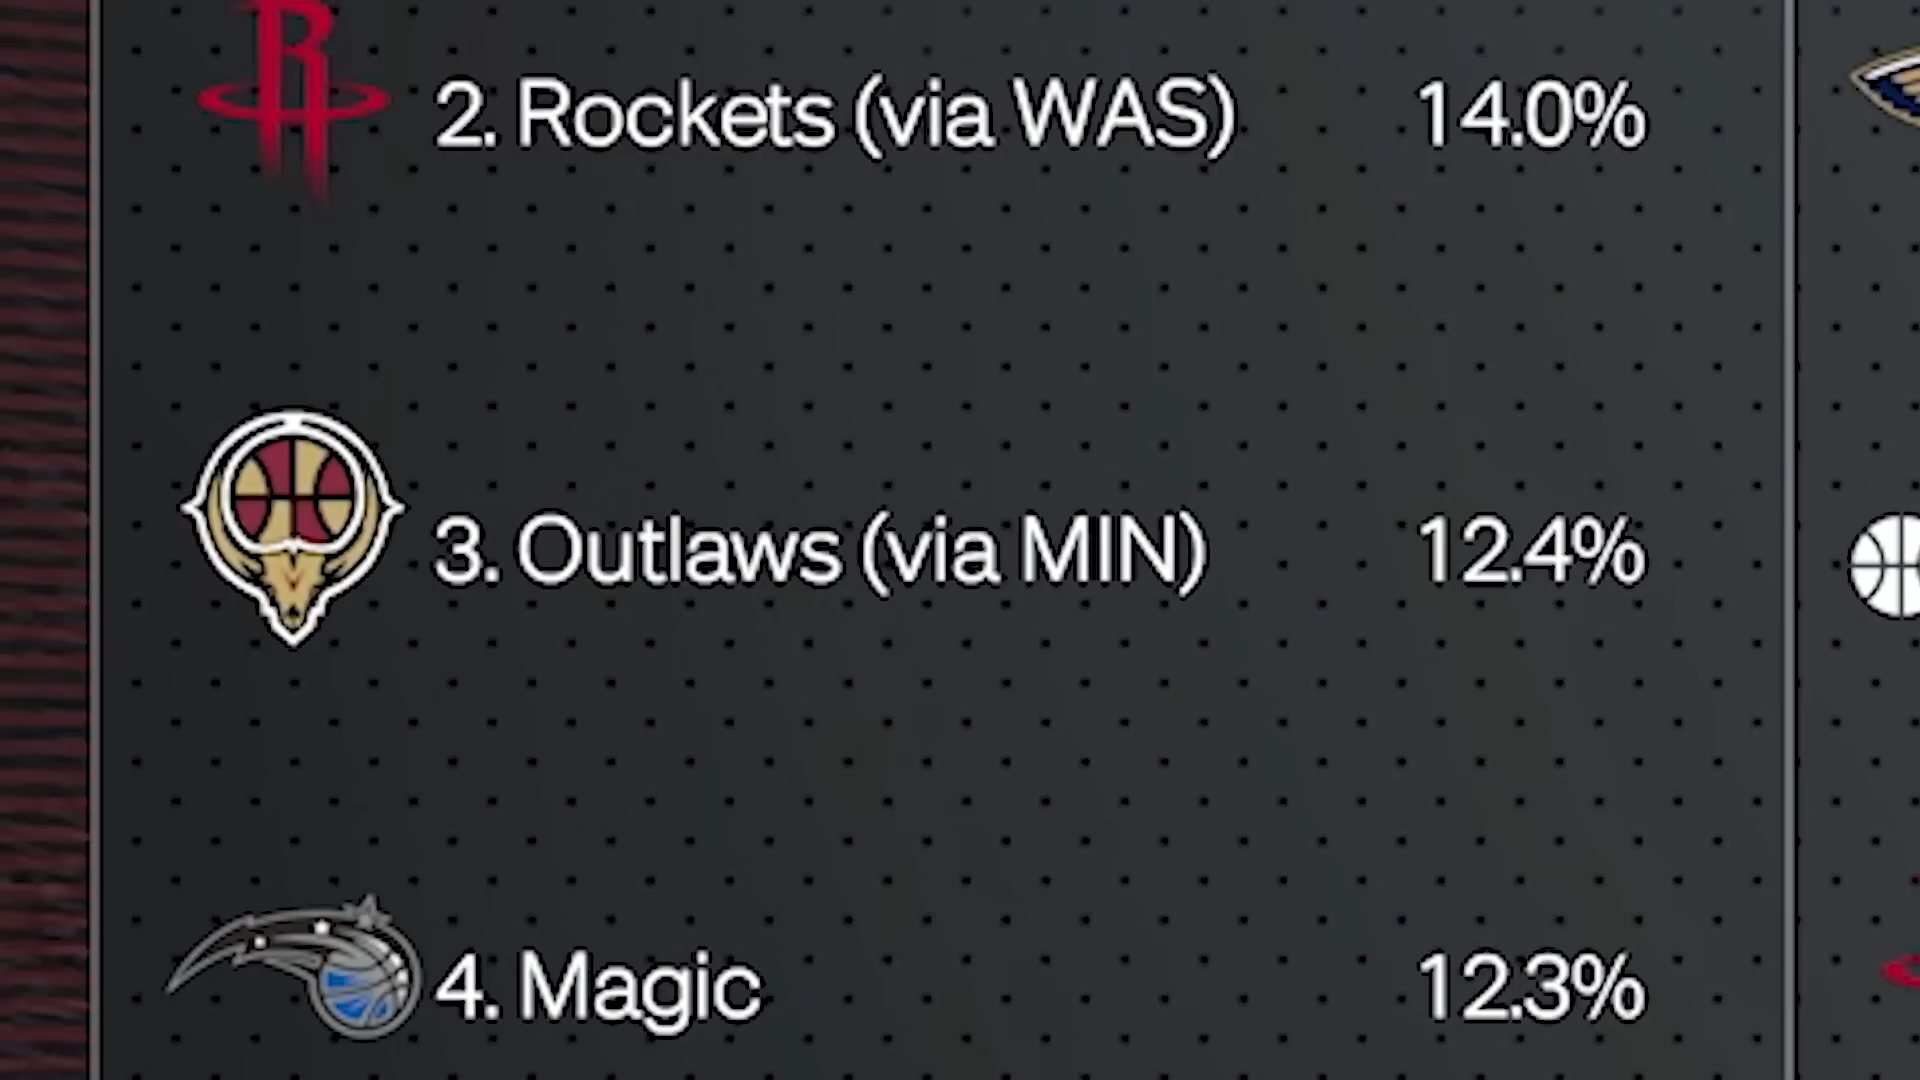 2. Rockets (via WAS) 14.0%
3. Outlaws (via MIN) 12.4%
4. Magic 12.3%